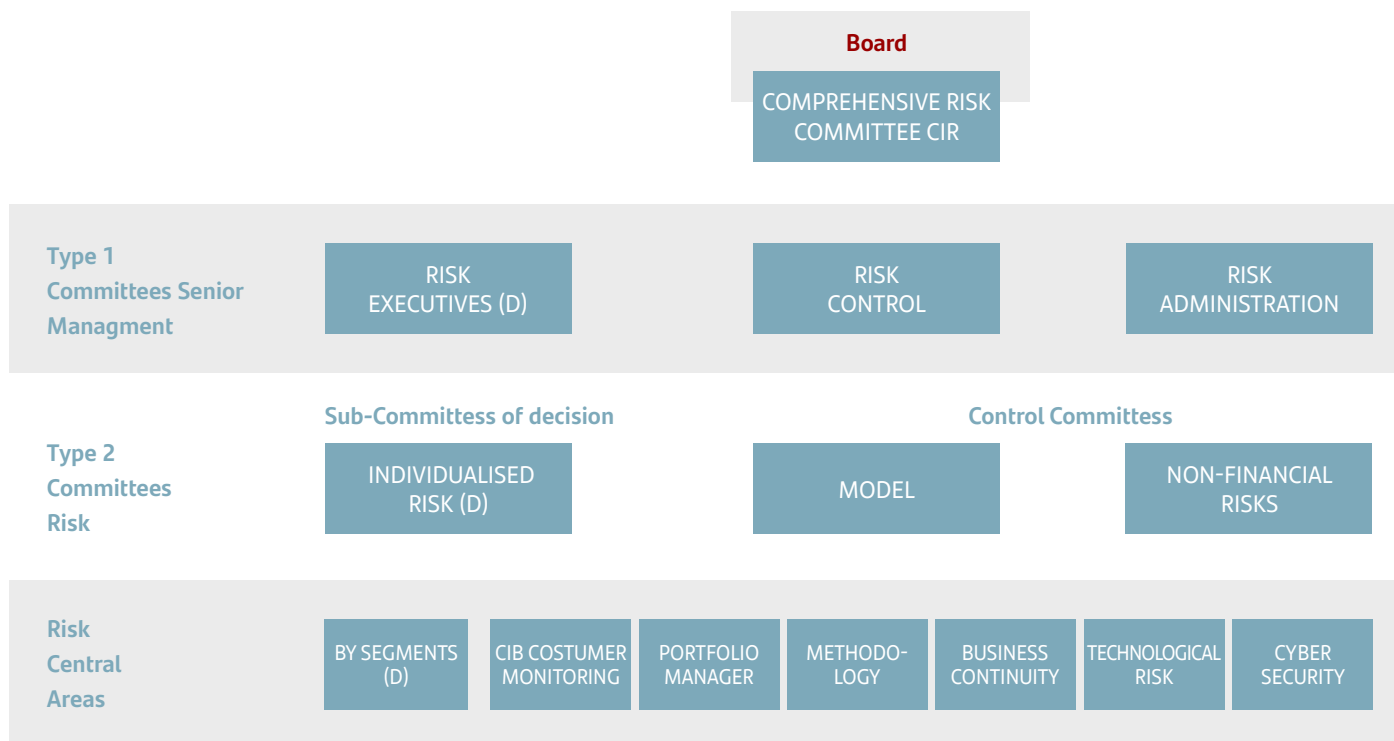 Board
COMPREHENSIVE RISK
COMMITTEE CIR
Type 1
Committees Senior
Managment
RISK
EXECUTIVES (D)
RISK
CONTROL
RISK
ADMINISTRATION
Sub-Committess of decision
Control Committess
Type 2
Committees
Risk
INDIVIDUALISED
RISK (D)
MODEL
NON-FINANCIAL
RISKS
Risk
Central
Areas
BY SEGMENTS
(D)
CIB COSTUMER
MONITORING
PORTFOLIO
MANAGER
METHODO-
LOGY
BUSINESS
CONTINUITY
TECHNOLOGICAL
RISK
CYBER
SECURITY